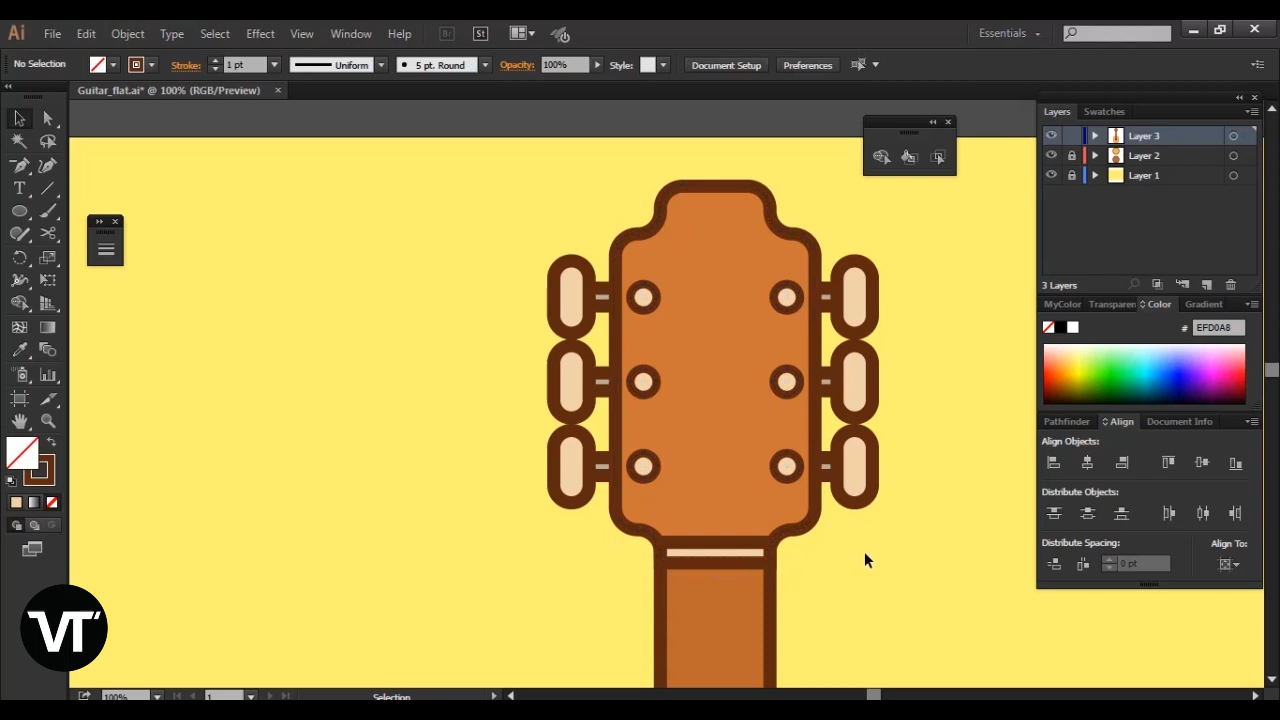 Ai File Edit Object Type Select Effect View Window Help Br St Essentials
No Selection Stroke: 1 pt Uniform 5 pt. Round Opacity: 100% Style: Document Setup Preferences
Guitar_flat.ai* @ 100% (RGB/Preview)
Layers Swatches
Layer 3
Layer 2
Layer 1
3 Layers
MyColor Transparen Color Gradient
# EFD0A8
Pathfinder Align Document Info
Align Objects:
Distribute Objects:
Distribute Spacing: Align To:
0 pt
VT
100% 1 Selection